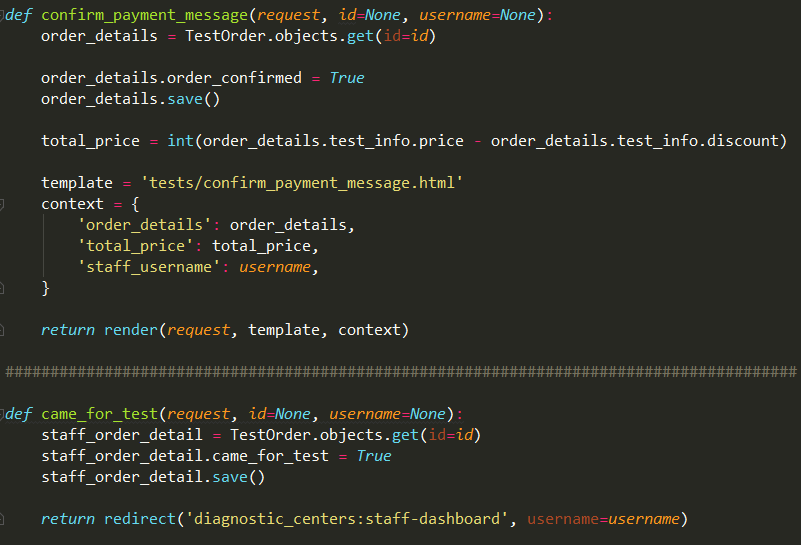 def confirm_payment_message(request, id=None, username=None):
    order_details = TestOrder.objects.get(id=id)

    order_details.order_confirmed = True
    order_details.save()

    total_price = int(order_details.test_info.price - order_details.test_info.discount)

    template = 'tests/confirm_payment_message.html'
    context = {
        'order_details': order_details,
        'total_price': total_price,
        'staff_username': username,
    }

    return render(request, template, context)

########################################################################################

def came_for_test(request, id=None, username=None):
    staff_order_detail = TestOrder.objects.get(id=id)
    staff_order_detail.came_for_test = True
    staff_order_detail.save()

    return redirect('diagnostic_centers:staff-dashboard', username=username)